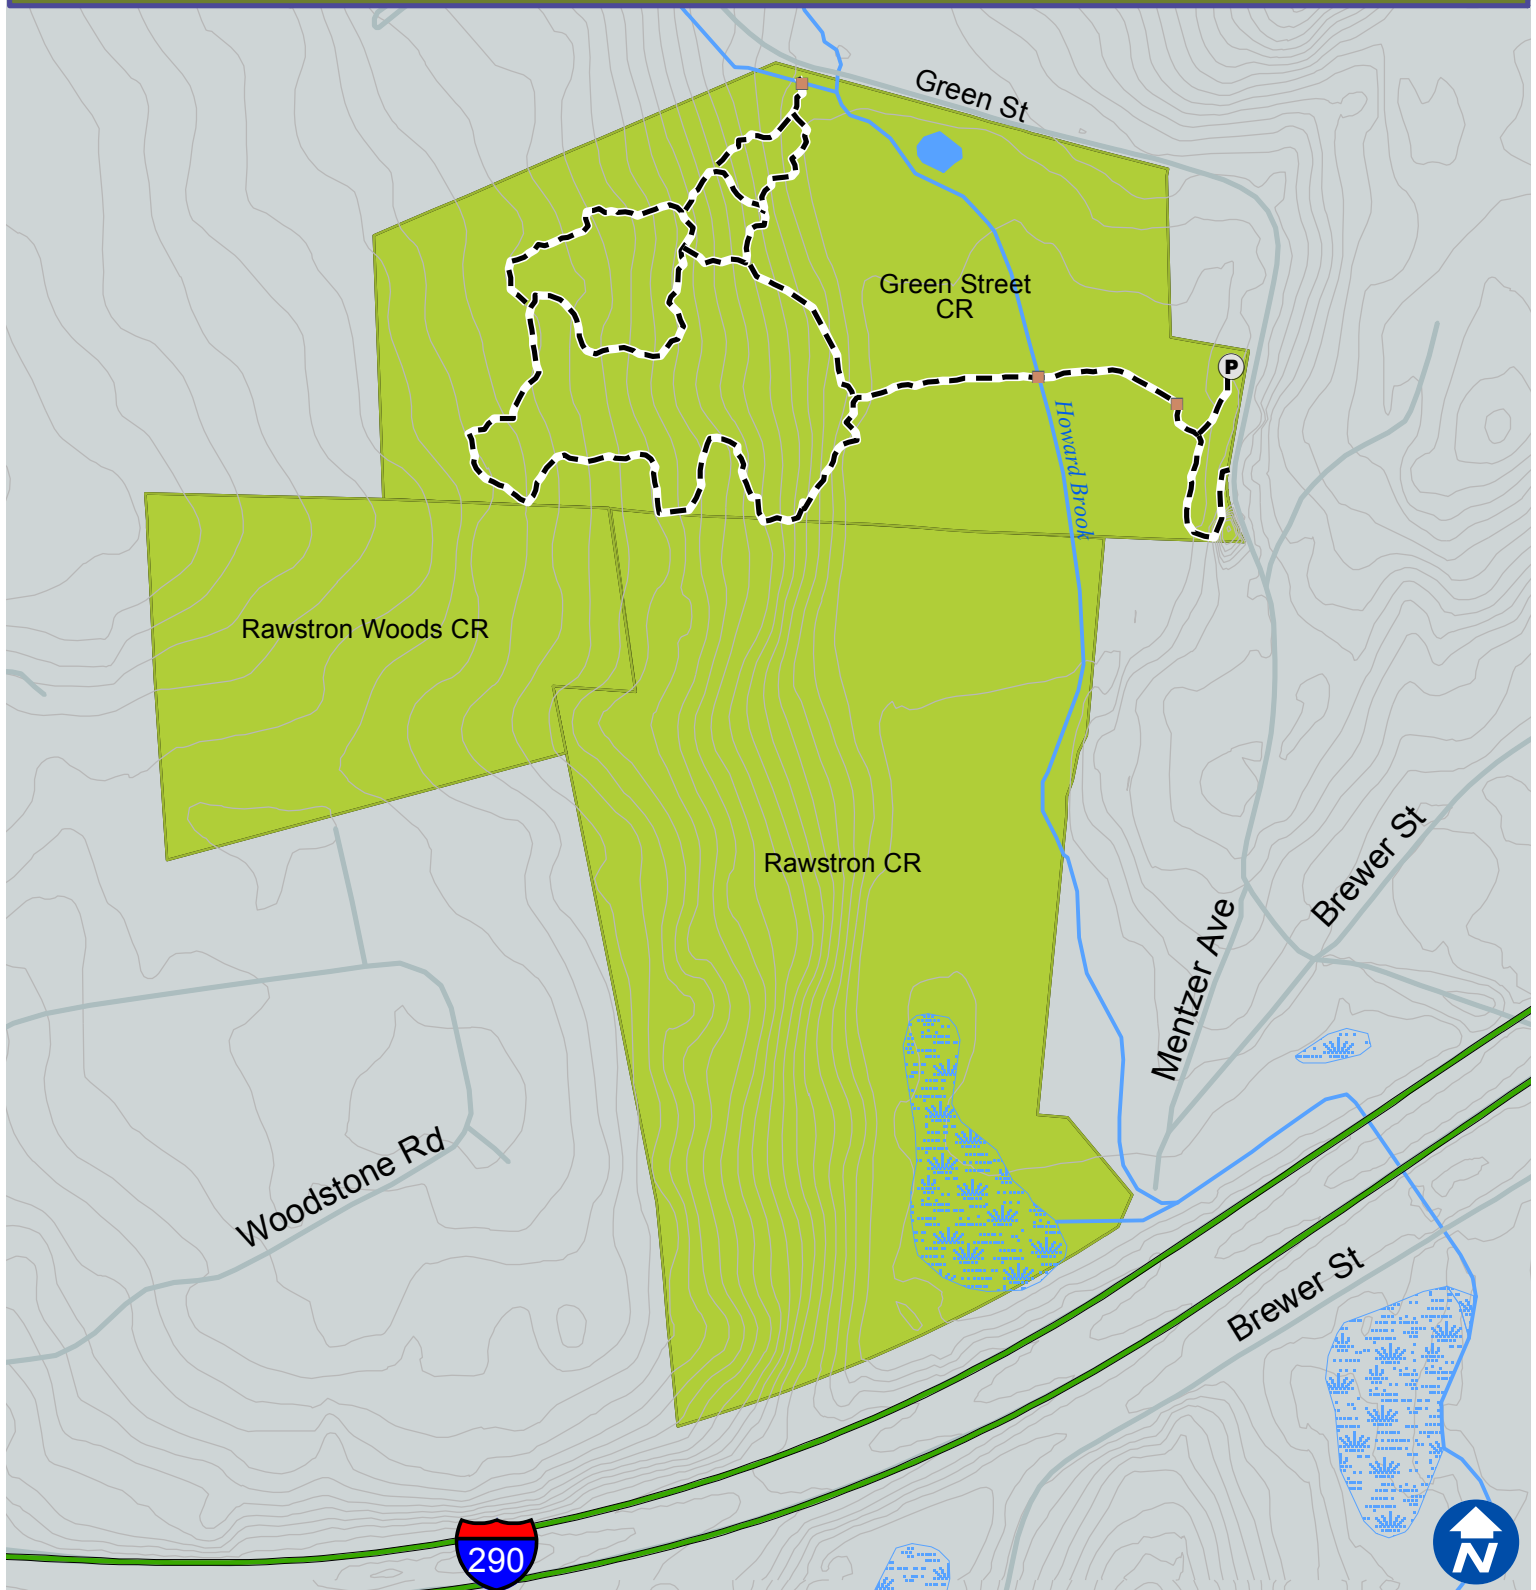 Green St
Green Street
CR
P
Howard Brook
Rawstron Woods CR
Rawstron CR
Brewer St
Mentzer Ave
Woodstone Rd
Brewer St
290
N